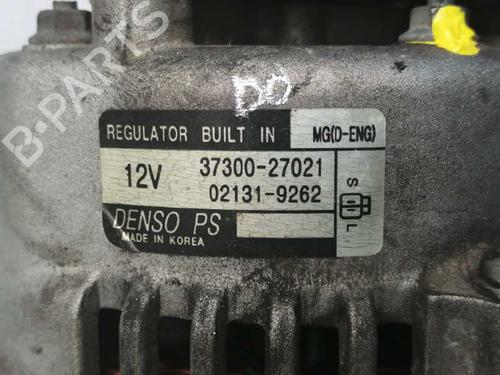 B-PARTS
DO
REGULATOR BUILT IN MG(D-ENG)
12V 37300-27021
02131-9262
S
L
DENSO PS
MADE IN KOREA